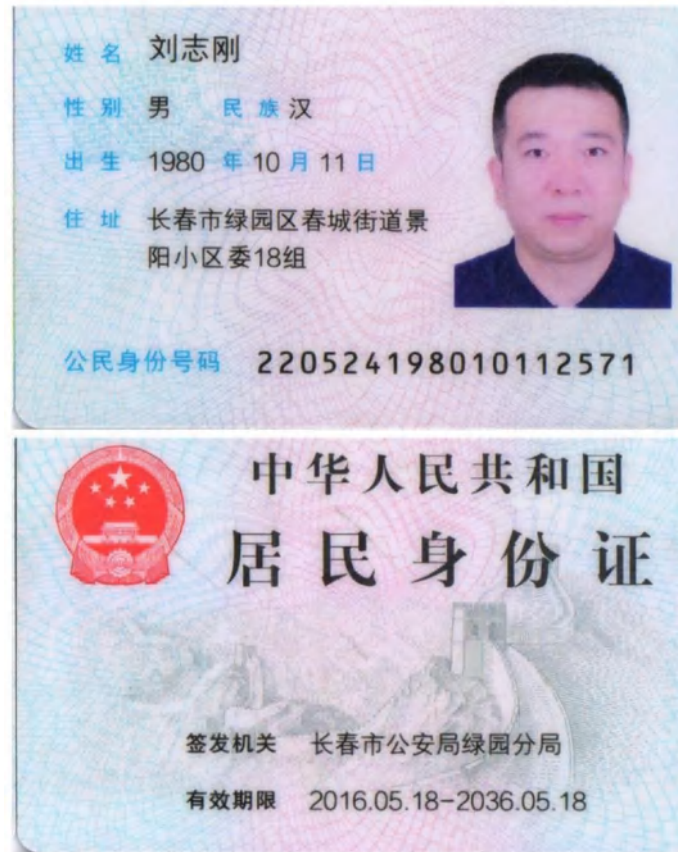 姓名 刘志刚
性别 男 民族 汉
出生 1980 年 10 月 11 日
住址 长春市绿园区春城街道景
阳小区委18组
公民身份号码 220524198010112571
中华人民共和国
居民身份证
签发机关 长春市公安局绿园分局
有效期限 2016.05.18-2036.05.18